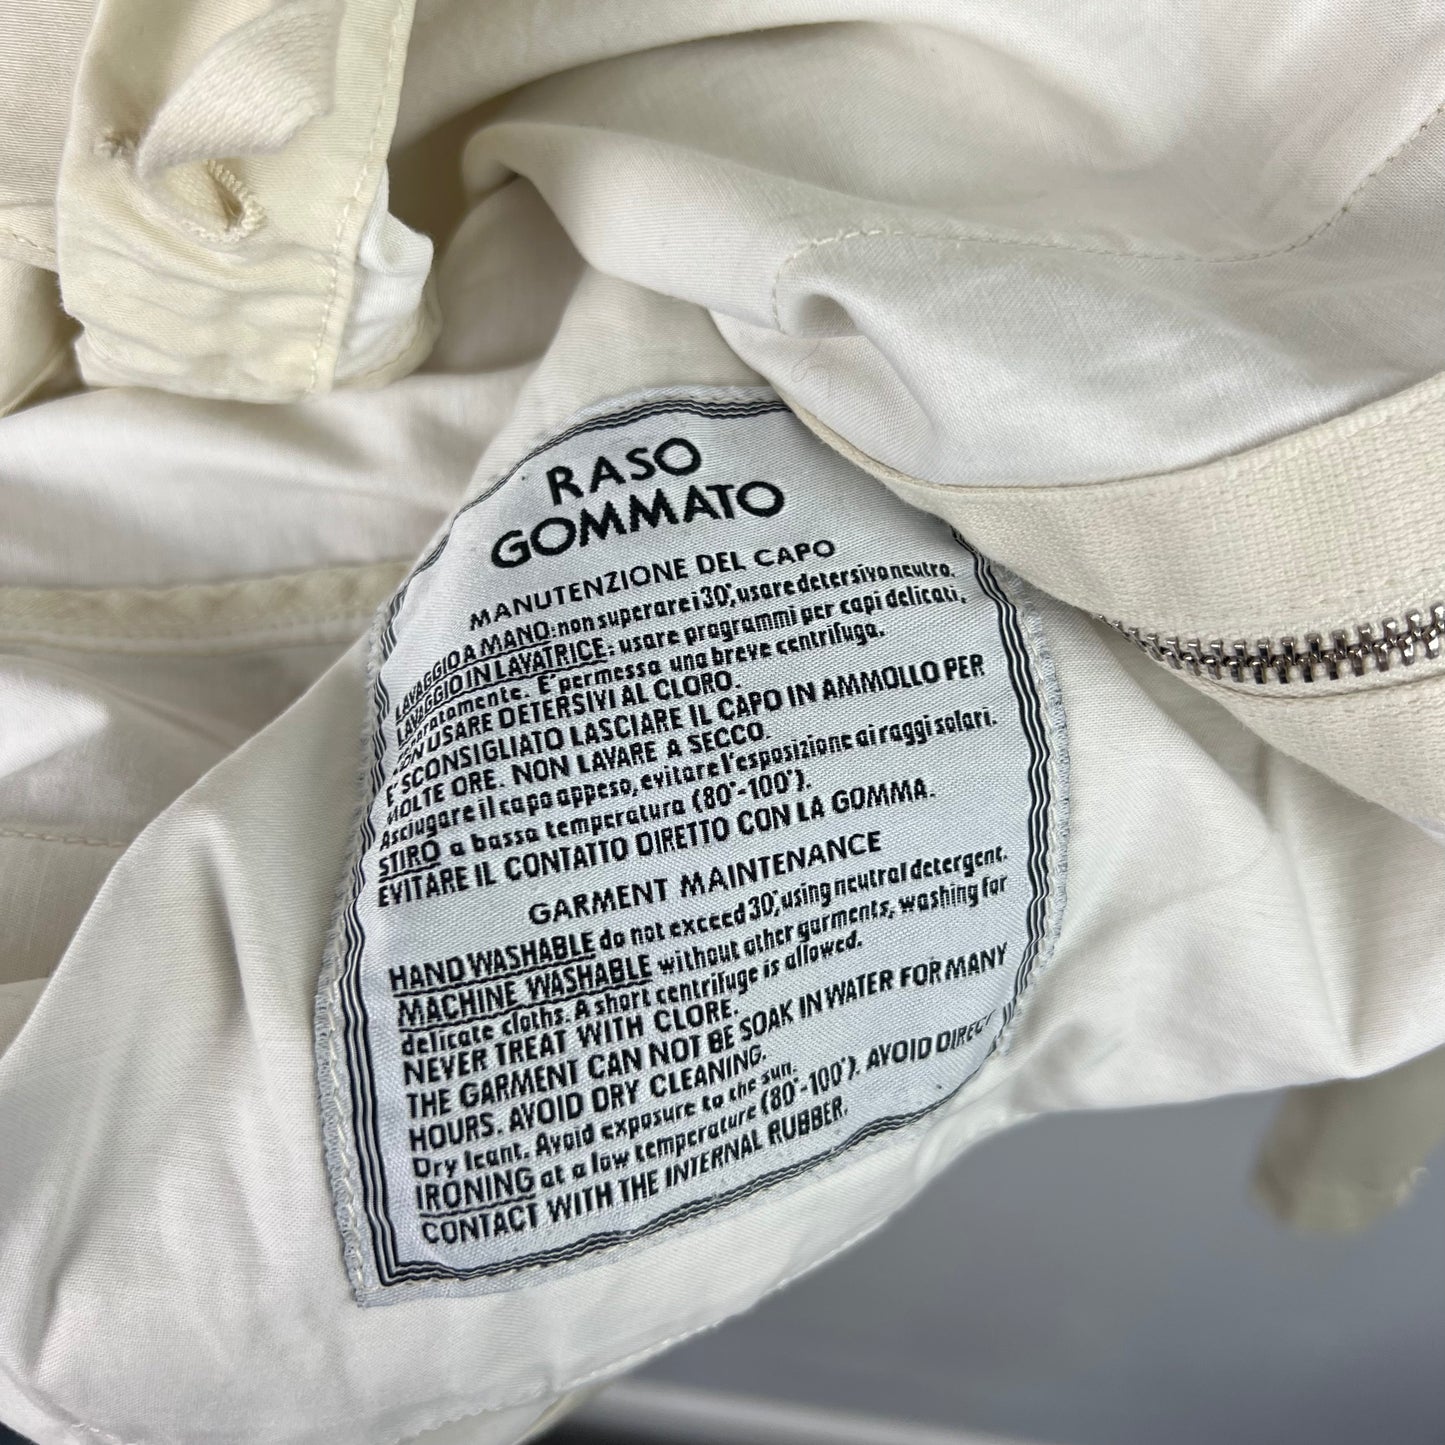 RASO
GOMMATO
MANUTENZIONE DEL CAPO
LAVAGGIO A MANO: non superare i 30°, usare detersivo neutro.
LAVAGGIO IN LAVATRICE: usare programmi per capi delicati,
E' permessa una breve centrifuga.
NON USARE DETERSIVI AL CLORO.
E' SCONSIGLIATO LASCIARE IL CAPO IN AMMOLLO PER
MOLTE ORE. NON LAVARE A SECCO.
Asciugare il capo appeso, evitare l'esposizione ai raggi solari.
STIRO a bassa temperatura (80°-100°).
EVITARE IL CONTATTO DIRETTO CON LA GOMMA.
GARMENT MAINTENANCE
HAND WASHABLE do not exceed 30°, using neutral detergent.
MACHINE WASHABLE without other garments, washing for
delicate cloths. A short centrifuge is allowed.
NEVER TREAT WITH CLORE.
THE GARMENT CAN NOT BE SOAK IN WATER FOR MANY
HOURS. AVOID DRY CLEANING.
Dry leant. Avoid exposure to the sun.
IRONING at a low temperature (80°-100°). AVOID DIRECT
CONTACT WITH THE INTERNAL RUBBER.